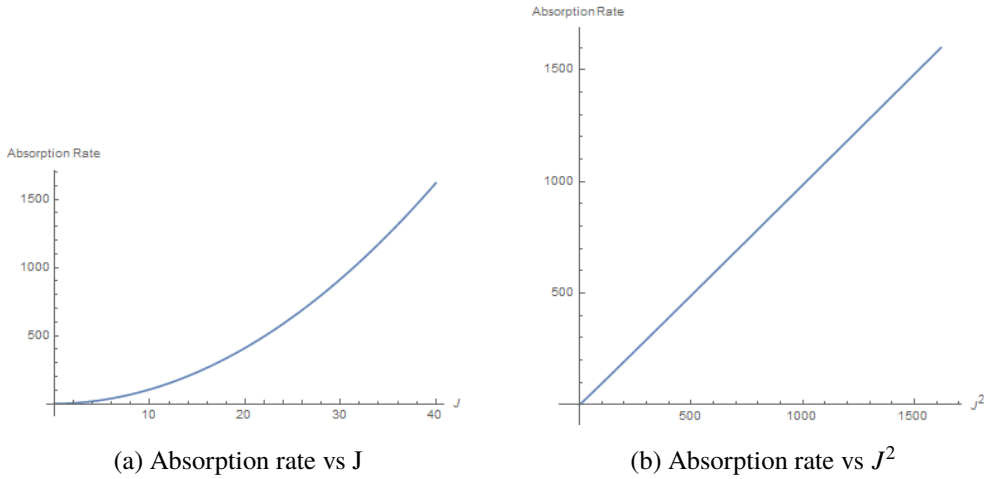 Absorption Rate
1500
1000
500
10 20 30 40 J
(a) Absorption rate vs J
Absorption Rate
1500
1000
500
500 1000 1500 J²
(b) Absorption rate vs J²